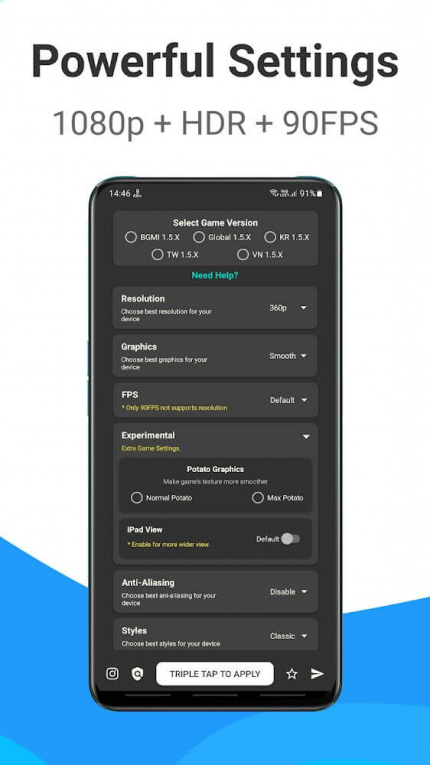 Powerful Settings
1080p + HDR + 90FPS
14:46
91%
Select Game Version
BGMI 1.5.X
Global 1.5.X
KR 1.5.X
TW 1.5.X
VN 1.5.X
Need Help?
Resolution
Choose best resolution for your
device
360p
Graphics
Choose best graphics for your
device
Smooth
FPS
* Only 90FPS not supports resolution
Default
Experimental
Extra Game Settings.
Potato Graphics
Make game's texture more smoother
Normal Potato
Max Potato
iPad View
* Enable for more wider view.
Default
Anti-Aliasing
Choose best ani-aliasing for your
device
Disable
Styles
Choose best styles for your device
Classic
TRIPLE TAP TO APPLY